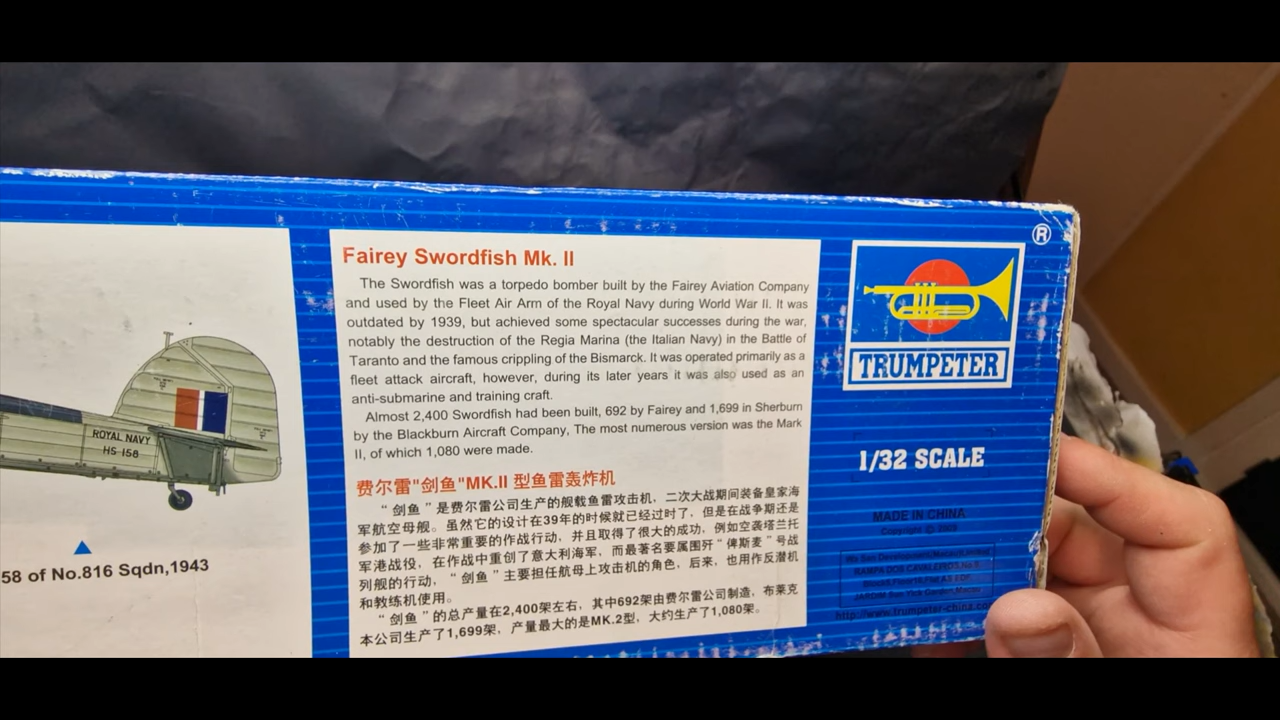 ROYAL NAVY
HS 158
58 of No.816 Sqdn,1943
Fairey Swordfish Mk. II
The Swordfish was a torpedo bomber built by the Fairey Aviation Company
and used by the Fleet Air Arm of the Royal Navy during World War II. It was
outdated by 1939, but achieved some spectacular successes during the war,
notably the destruction of the Regia Marina (the Italian Navy) in the Battle of
Taranto and the famous crippling of the Bismarck. It was operated primarily as a
fleet attack aircraft, however, during its later years it was also used as an
anti-submarine and training craft.
Almost 2,400 Swordfish had been built, 692 by Fairey and 1,699 in Sherburn
by the Blackburn Aircraft Company, The most numerous version was the Mark
II, of which 1,080 were made.
费尔雷"剑鱼"MK.II 型鱼雷轰炸机
“剑鱼”是费尔雷公司生产的舰载鱼雷攻击机，二次大战期间装备皇家海
军航空母舰。虽然它的设计在39年的时候就已经过时了，但是在战争期还是
参加了一些非常重要的作战行动，并且取得了很大的成功，例如空袭塔兰托
军港战役，在作战中重创了意大利海军，而最著名要属围歼“俾斯麦”号战
列舰的行动，“剑鱼”主要担任航母上攻击机的角色，后来，也用作反潜机
和教练机使用。
“剑鱼”的总产量在2,400架左右，其中692架由费尔雷公司制造，布莱克
本公司生产了1,699架，产量最大的是MK.2型，大约生产了1,080架。
®
TRUMPETER
1/32 SCALE
MADE IN CHINA
Copyright ©
JARDIM San Yick Garden,Macau
http://www.trumpeter-china.co